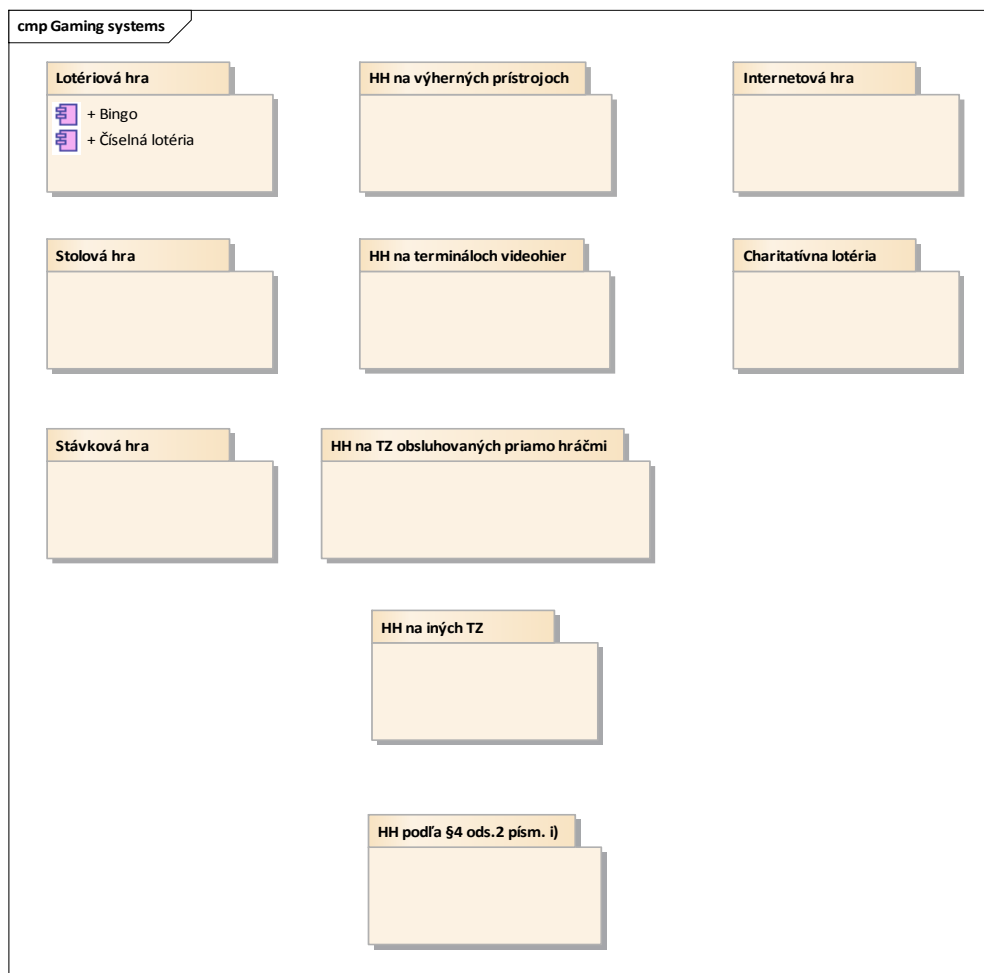 cmp Gaming systems
Lotériová hra
+ Bingo
+ Číselná lotéria
HH na výherných prístrojoch
Internetová hra
Stolová hra
HH na termináloch videohier
Charitatívna lotéria
Stávková hra
HH na TZ obsluhovaných priamo hráčmi
HH na iných TZ
HH podľa §4 ods.2 písm. i)